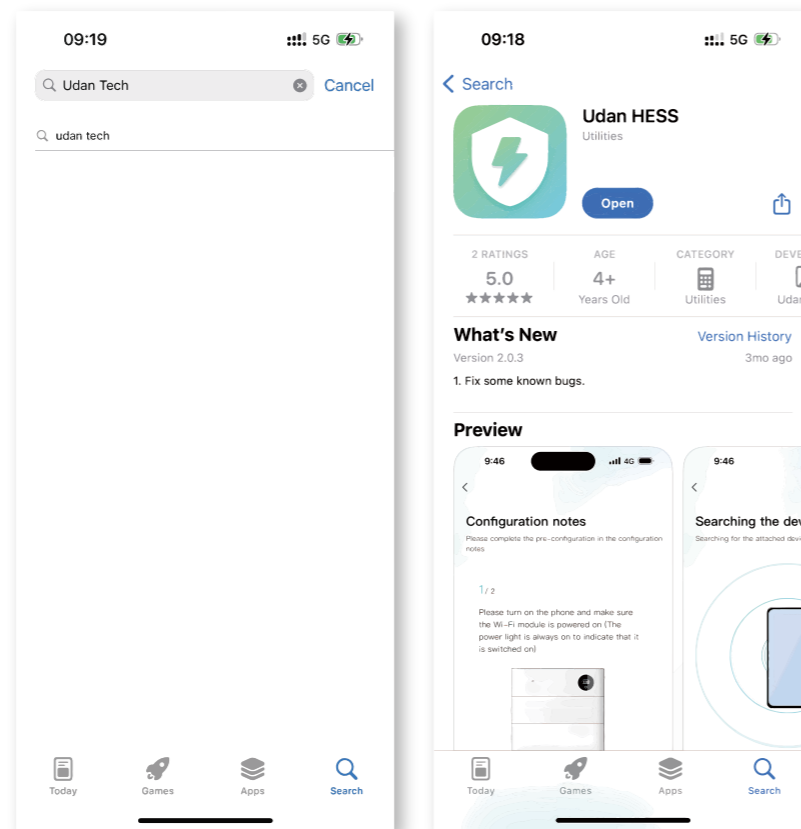 09:19
5G
Udan Tech
Cancel
udan tech
Today
Games
Apps
Search
09:18
5G
Search
Udan HESS
Utilities
Open
2 RATINGS
AGE
CATEGORY
5.0
4+
Years Old
Utilities
What's New
Version History
Version 2.0.3
3mo ago
1. Fix some known bugs.
Preview
9:46
4G
Configuration notes
Please complete the pre-configuration in the configuration
notes
1/ 2
Please turn on the phone and make sure
the Wi-Fi module is powered on (The
power light is always on to indicate that it
is switched on)
9:46
Searching the
Searching for the attached
Today
Games
Apps
Search